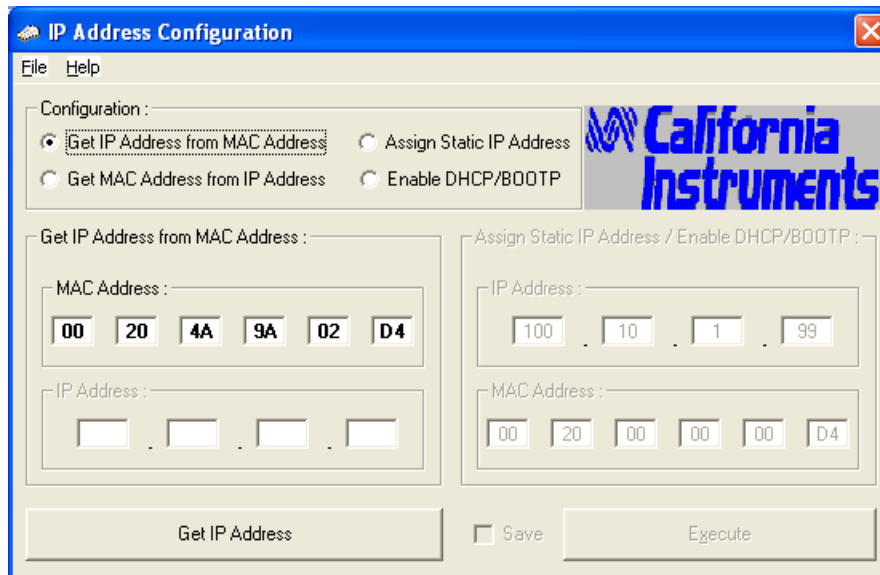 IP Address Configuration
File Help
Configuration :
Get IP Address from MAC Address
Assign Static IP Address
Get MAC Address from IP Address
Enable DHCP/BOOTP
California
Instruments
Get IP Address from MAC Address :
MAC Address :
00 20 4A 9A 02 D4
IP Address :
. . .
Get IP Address
Assign Static IP Address / Enable DHCP/BOOTP :
IP Address :
100 . 10 . 1 . 99
MAC Address :
00 20 00 00 00 D4
Save
Execute